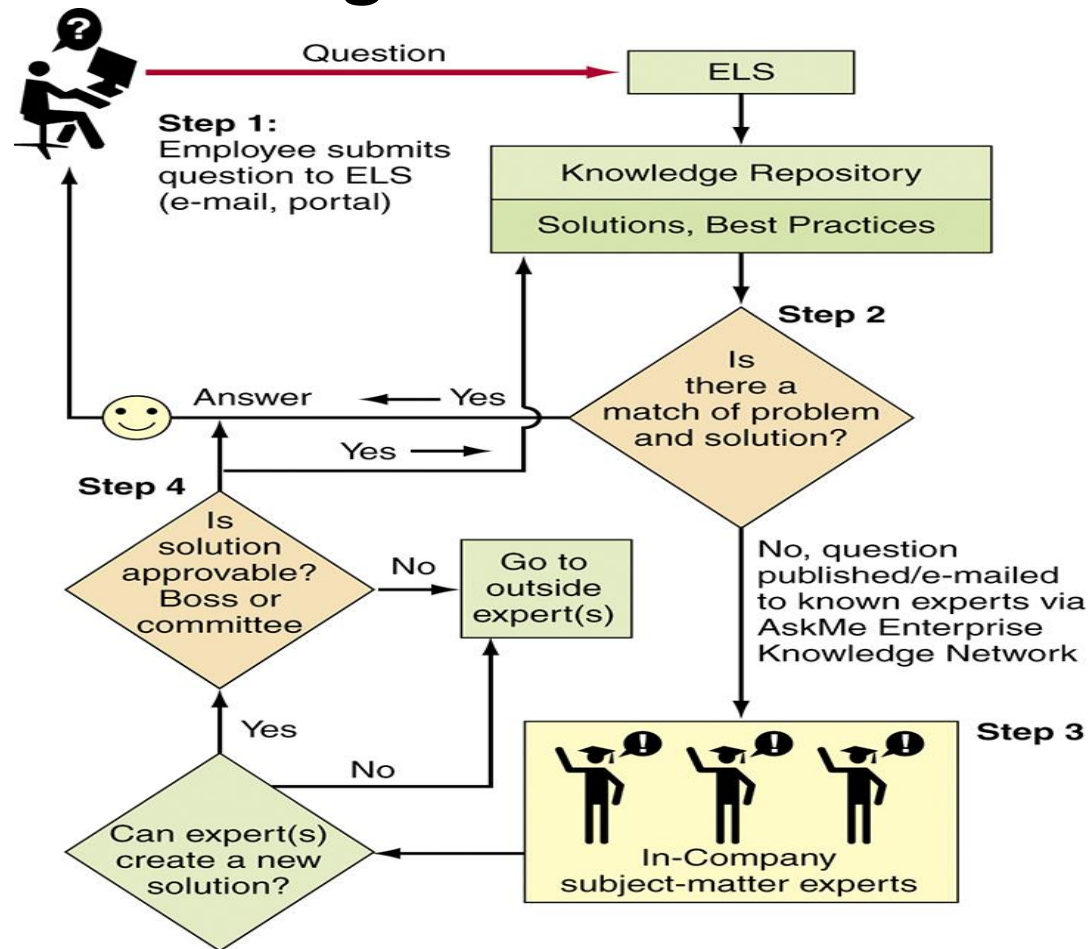 ?
Question
ELS
Step 1:
Employee submits
question to ELS
(e-mail, portal)
Knowledge Repository
Solutions, Best Practices
Step 2
Is
there a
match of problem
and solution?
Answer
Yes
Yes
Step 4
Is
solution
approvable?
Boss or
committee
No
Go to
outside
expert(s)
No, question
published/e-mailed
to known experts via
AskMe Enterprise
Knowledge Network
Step 3
! ! !
In-Company
subject-matter experts
Yes
No
Can expert(s)
create a new
solution?